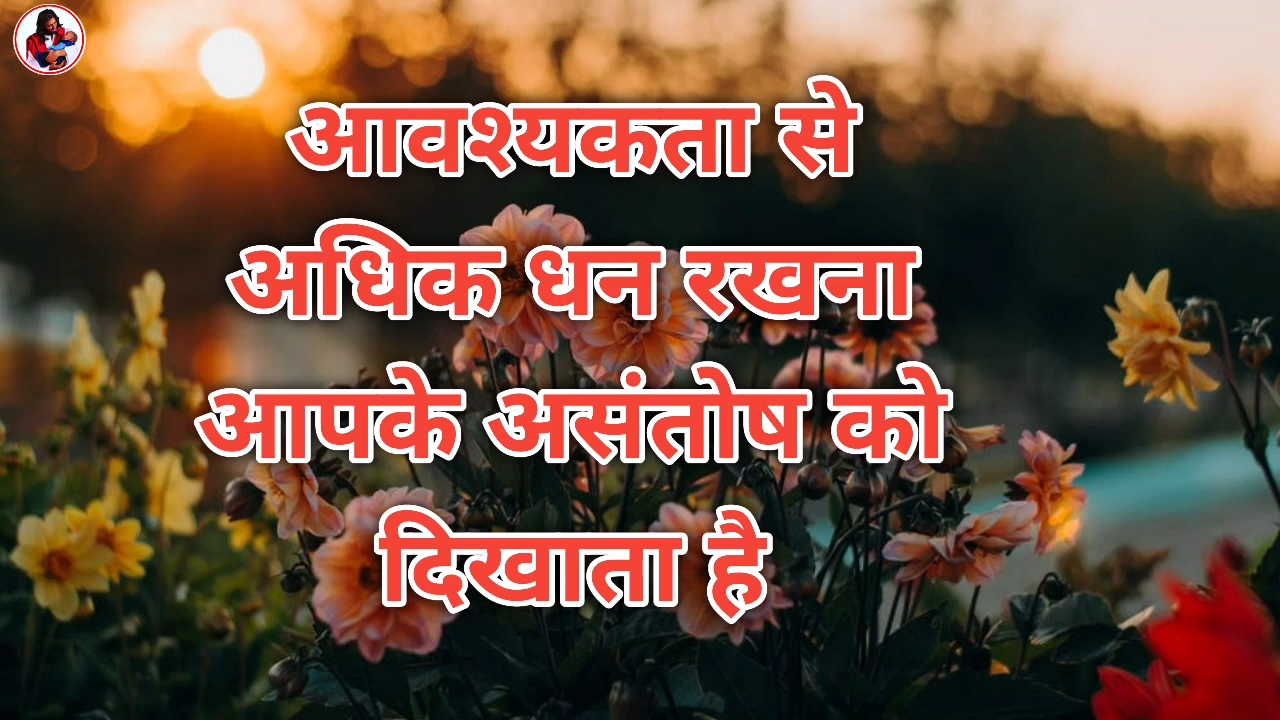 आवश्यकता से
अधिक धन रखना
आपके असंतोष को
दिखाता है